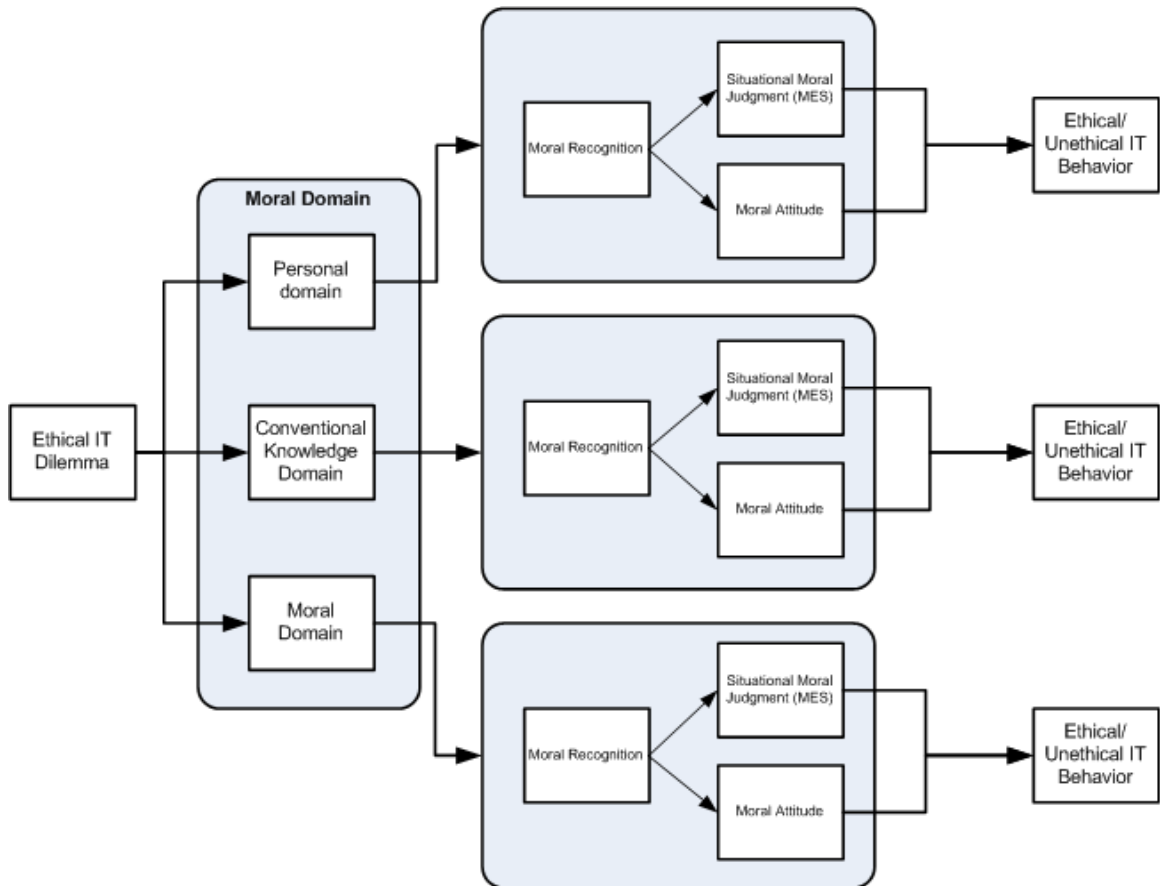 Ethical IT
Dilemma
Moral Domain
Personal
domain
Conventional
Knowledge
Domain
Moral
Domain
Moral Recognition
Situational Moral
Judgment (MES)
Moral Attitude
Ethical/
Unethical IT
Behavior
Moral Recognition
Situational Moral
Judgment (MES)
Moral Attitude
Ethical/
Unethical IT
Behavior
Moral Recognition
Situational Moral
Judgment (MES)
Moral Attitude
Ethical/
Unethical IT
Behavior